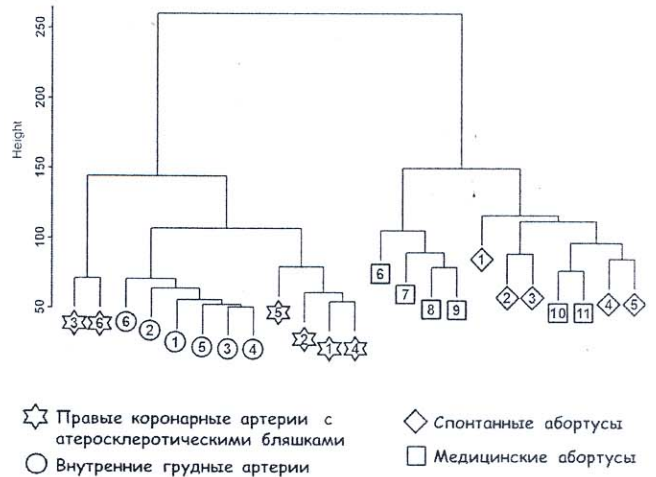 Height
250
200
150
100
50
3 6 6 2 1 5 3 4 5 2 1 4 6 7 8 9 1 2 3 10 11 4 5
Правые коронарные артерии с
атеросклеротическими бляшками
Внутренние грудные артерии
Спонтанные абортусы
Медицинские абортусы